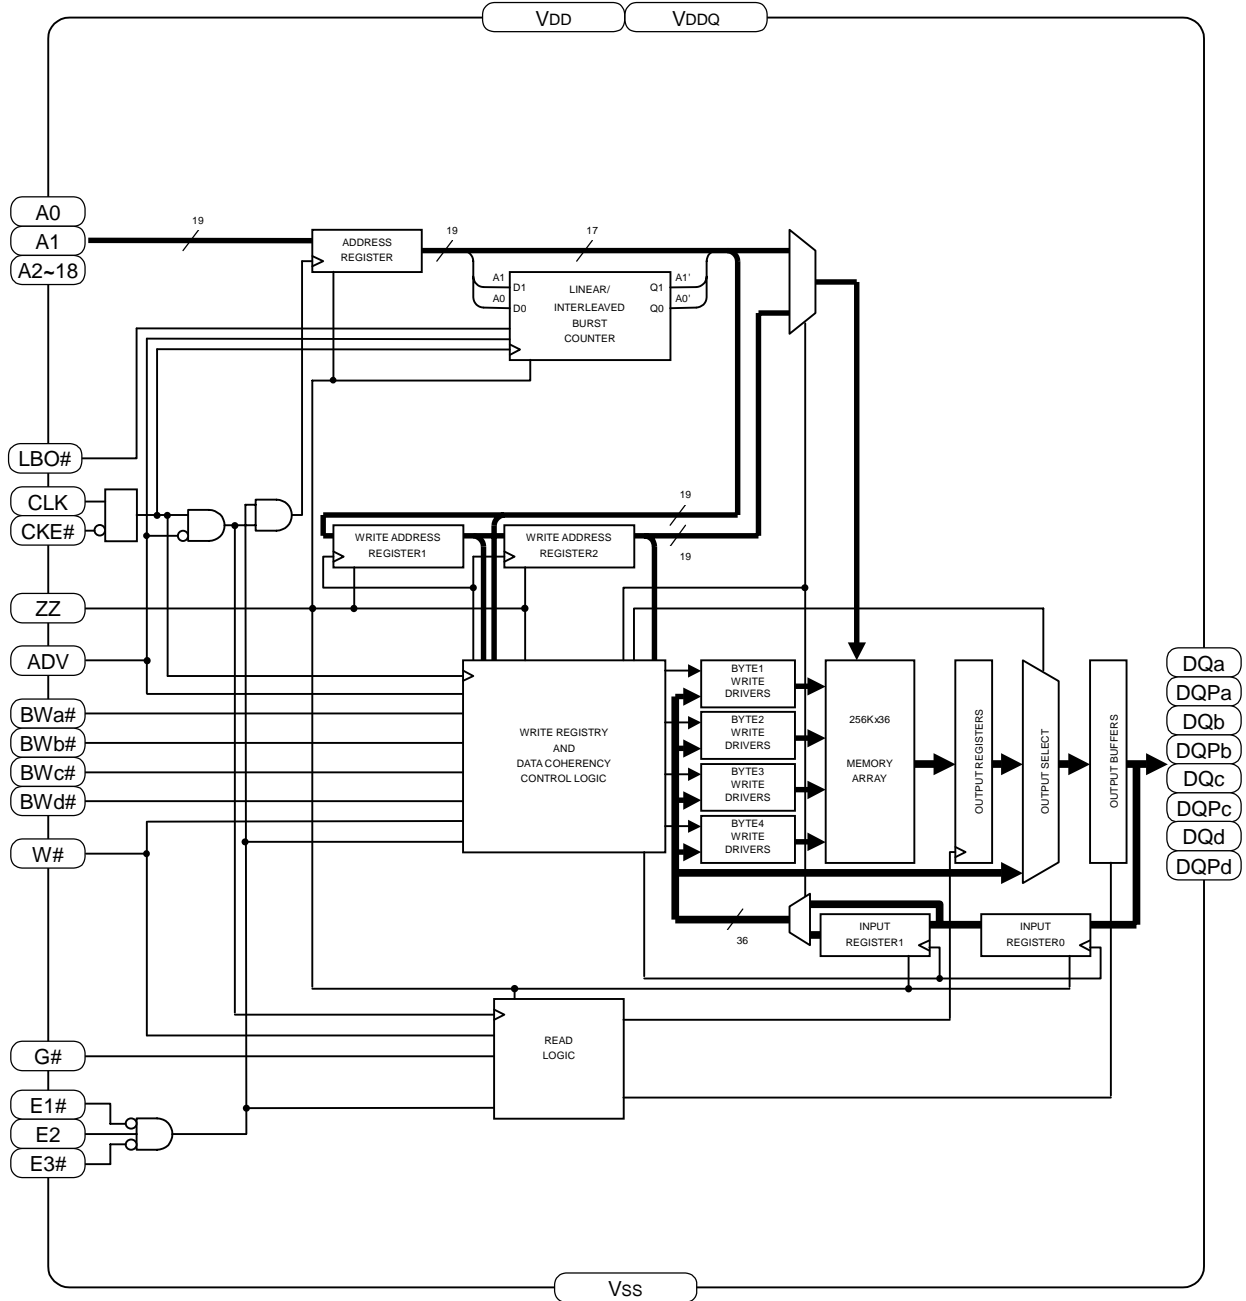 VDD
VDDQ
A0
A1
A2~18
19
ADDRESS
REGISTER
19
17
A1
A0
D1
D0
LINEAR/
INTERLEAVED
BURST
COUNTER
Q1
Q0
A1'
A0'
LBO#
CLK
CKE#
19
WRITE ADDRESS
REGISTER1
WRITE ADDRESS
REGISTER2
19
ZZ
ADV
BWa#
BWb#
BWc#
BWd#
W#
WRITE REGISTRY
AND
DATA COHERENCY
CONTROL LOGIC
BYTE1
WRITE
DRIVERS
BYTE2
WRITE
DRIVERS
BYTE3
WRITE
DRIVERS
BYTE4
WRITE
DRIVERS
256Kx36
MEMORY
ARRAY
OUTPUT REGISTERS
OUTPUT SELECT
OUTPUT BUFFERS
DQa
DQPa
DQb
DQPb
DQc
DQPc
DQd
DQPd
36
INPUT
REGISTER1
INPUT
REGISTER0
READ
LOGIC
G#
E1#
E2
E3#
VSS